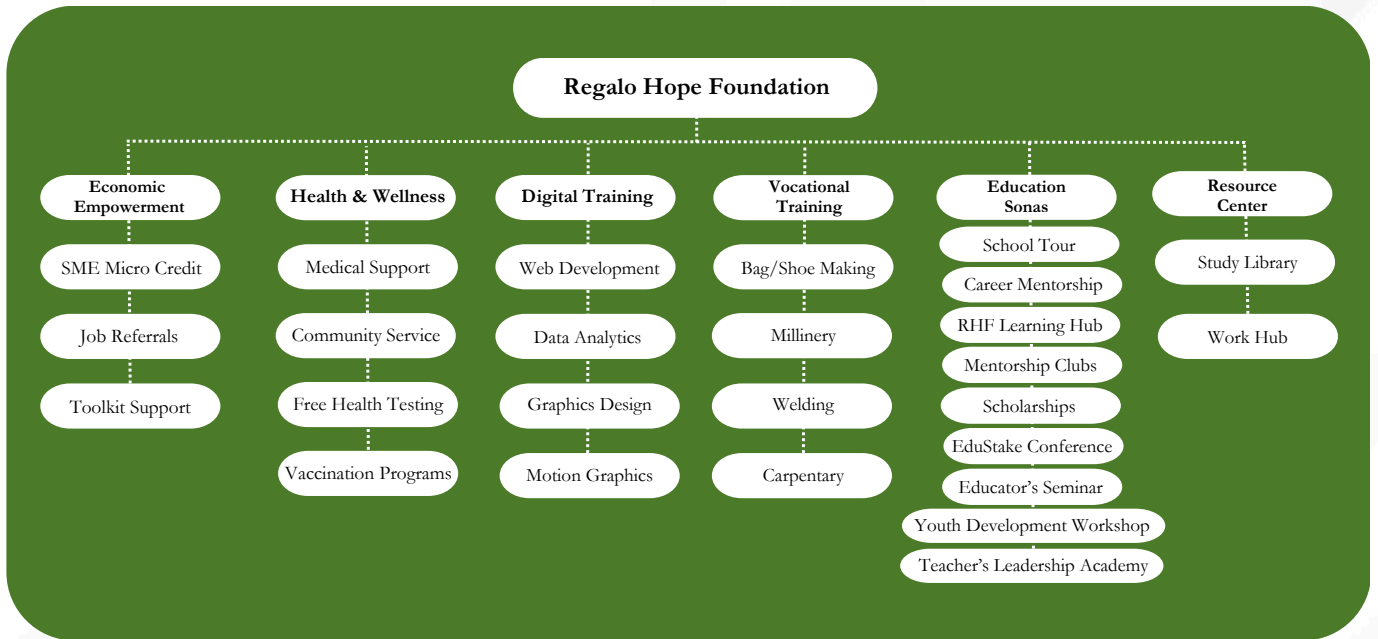 Regalo Hope Foundation
Economic
Empowerment
SME Micro Credit
Job Referrals
Toolkit Support
Health & Wellness
Medical Support
Community Service
Free Health Testing
Vaccination Programs
Digital Training
Web Development
Data Analytics
Graphics Design
Motion Graphics
Vocational
Training
Bag/Shoe Making
Millinery
Welding
Carpentary
Education
Sonas
School Tour
Career Mentorship
RHF Learning Hub
Mentorship Clubs
Scholarships
EduStake Conference
Educator’s Seminar
Youth Development Workshop
Teacher’s Leadership Academy
Resource
Center
Study Library
Work Hub